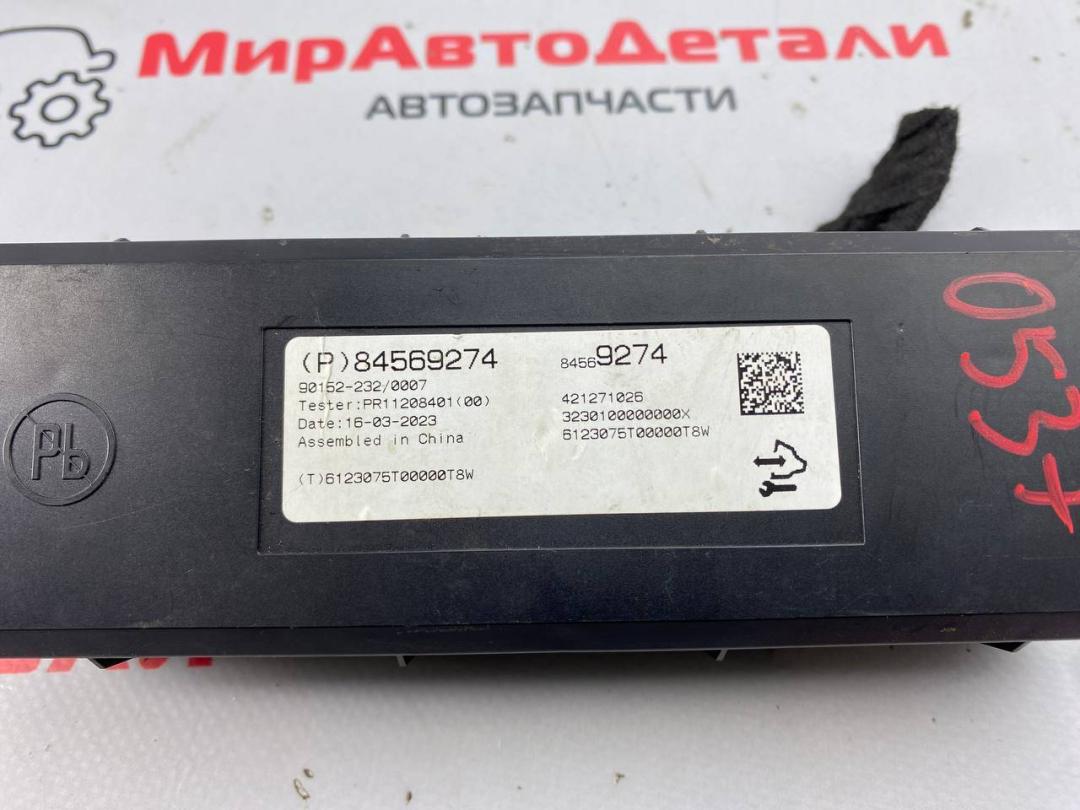 МирАвтоДетали
АВТОЗАПЧАСТИ
(P)84569274
90152-232/0007
Tester:PR11208401(00)
Date:16-03-2023
Assembled in China
(T)6123075T00000T8W
84569274
421271026
3230100000000X
6123075T00000T8W
Pb
0537